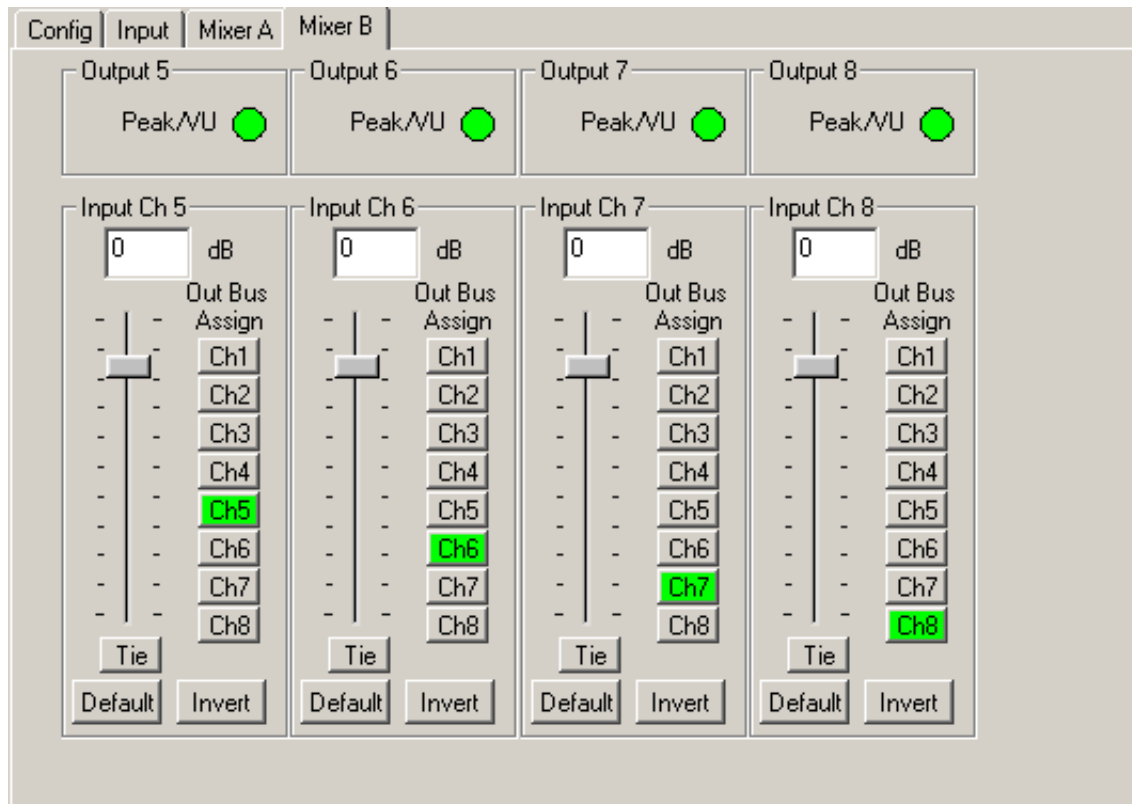 Config Input Mixer A Mixer B
Output 5 Output 6 Output 7 Output 8
Peak/VU Peak/VU Peak/VU Peak/VU
Input Ch 5 Input Ch 6 Input Ch 7 Input Ch 8
0 dB 0 dB 0 dB 0 dB
Out Bus Out Bus Out Bus Out Bus
Assign Assign Assign Assign
Ch1 Ch1 Ch1 Ch1
Ch2 Ch2 Ch2 Ch2
Ch3 Ch3 Ch3 Ch3
Ch4 Ch4 Ch4 Ch4
Ch5 Ch5 Ch5 Ch5
Ch6 Ch6 Ch6 Ch6
Ch7 Ch7 Ch7 Ch7
Ch8 Ch8 Ch8 Ch8
Tie Tie Tie Tie
Default Invert Default Invert Default Invert Default Invert